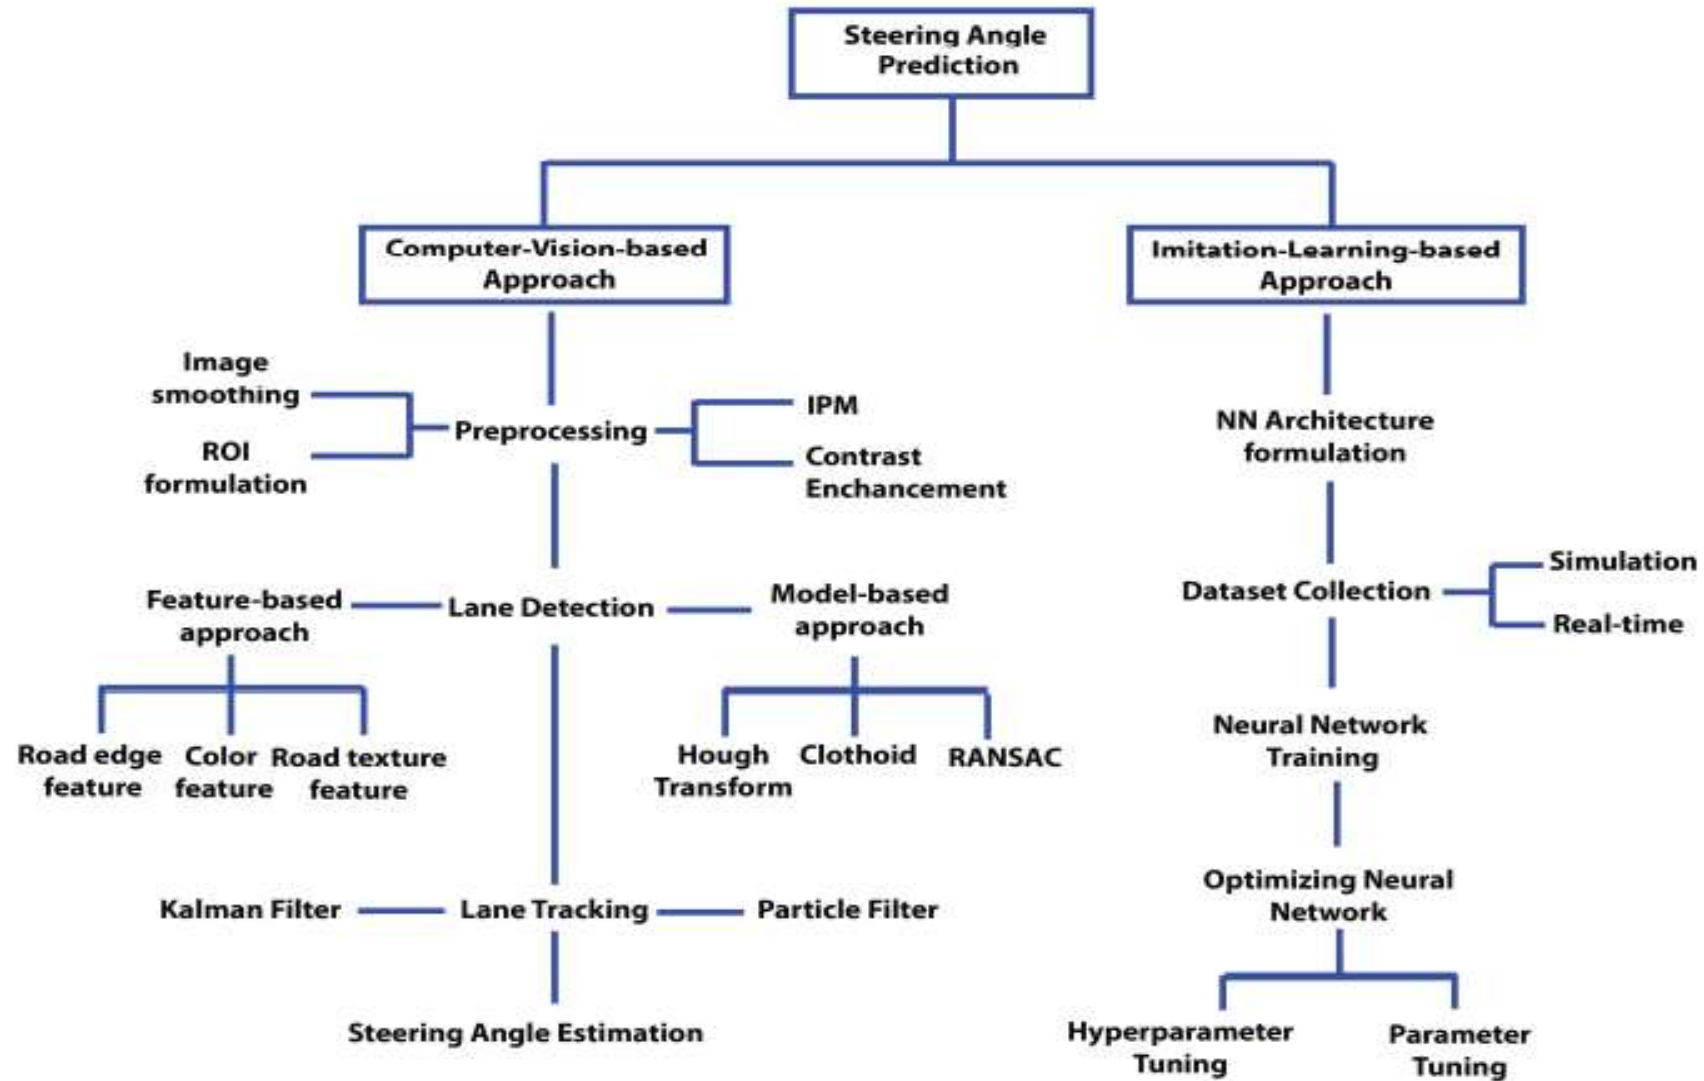 Steering Angle
Prediction
Computer-Vision-based
Approach
Imitation-Learning-based
Approach
Image
smoothing
ROI
formulation
Preprocessing
IPM
Contrast
Enchancement
NN Architecture
formulation
Feature-based
approach
Lane Detection
Model-based
approach
Dataset Collection
Simulation
Real-time
Road edge
feature
Color
feature
Road texture
feature
Hough
Transform
Clothoid
RANSAC
Neural Network
Training
Kalman Filter
Lane Tracking
Particle Filter
Optimizing Neural
Network
Steering Angle Estimation
Hyperparameter
Tuning
Parameter
Tuning